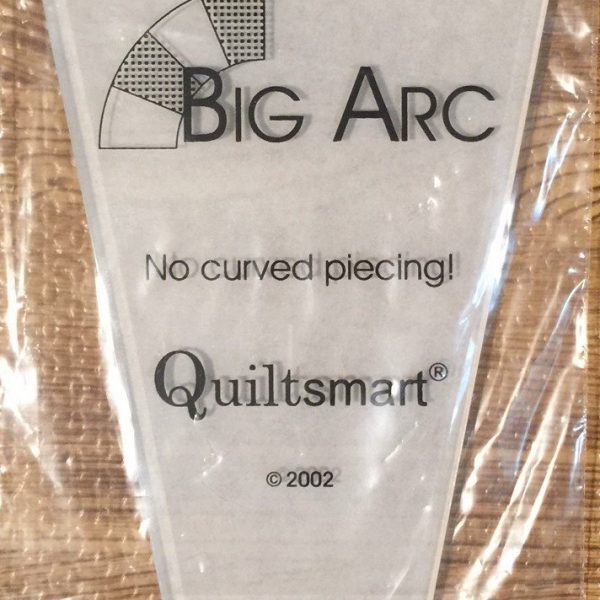 BIG ARC
No curved piecing!
Quiltsmart®
© 2002